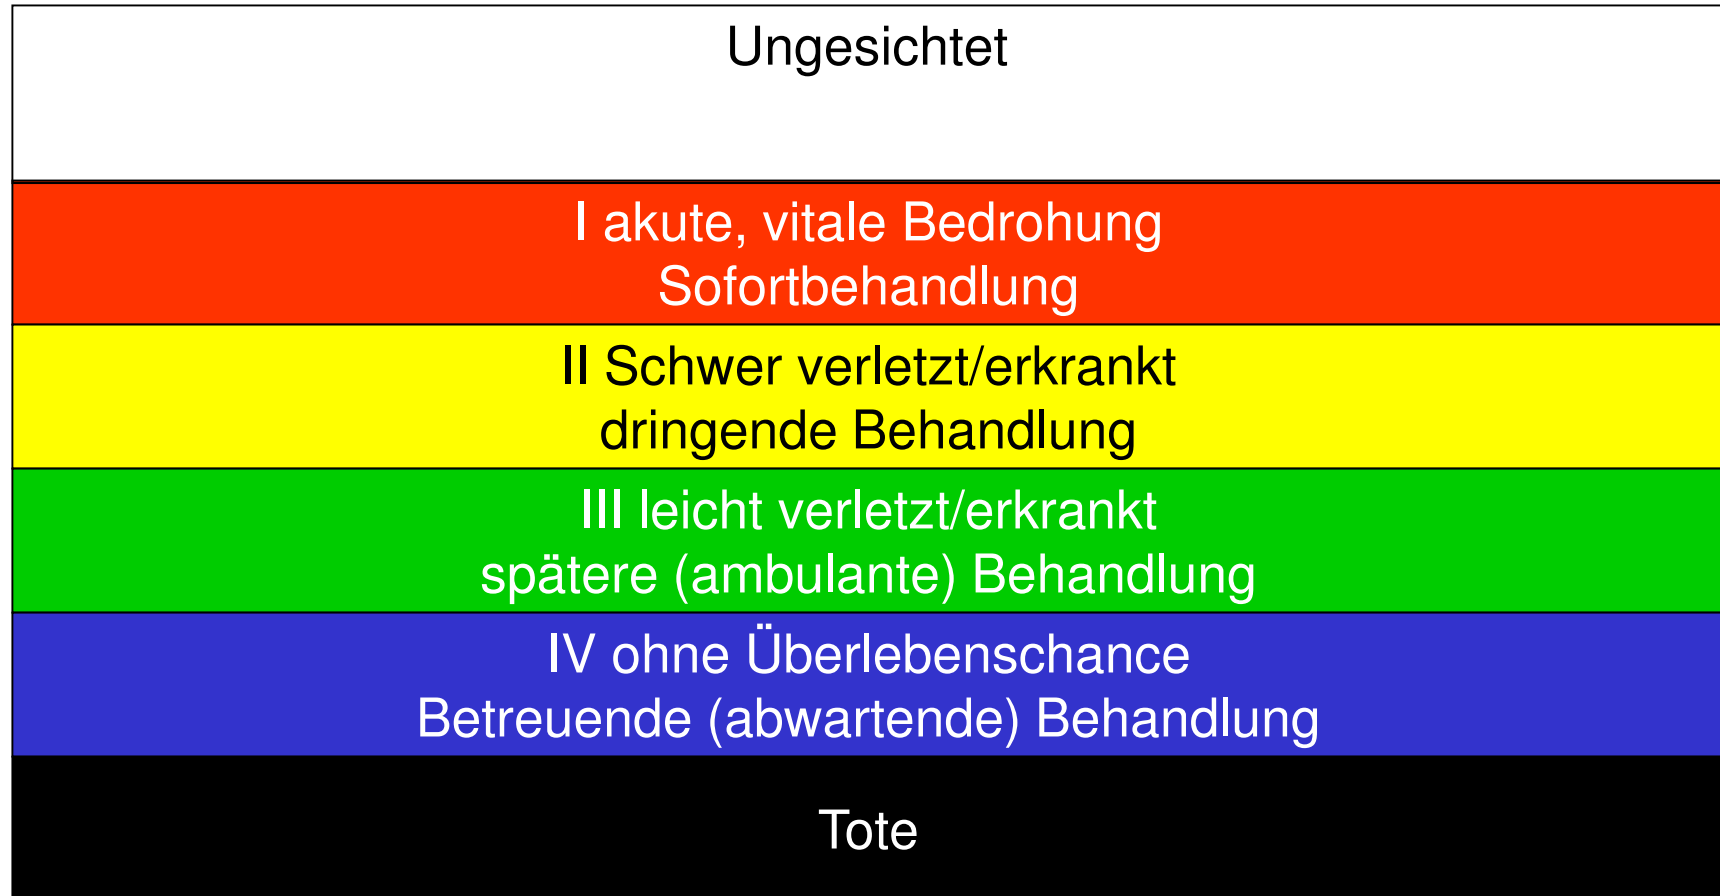 Ungesichtet
I akute, vitale Bedrohung
Sofortbehandlung
II Schwer verletzt/erkrankt
dringende Behandlung
III leicht verletzt/erkrankt
spätere (ambulante) Behandlung
IV ohne Überlebenschance
Betreuende (abwartende) Behandlung
Tote